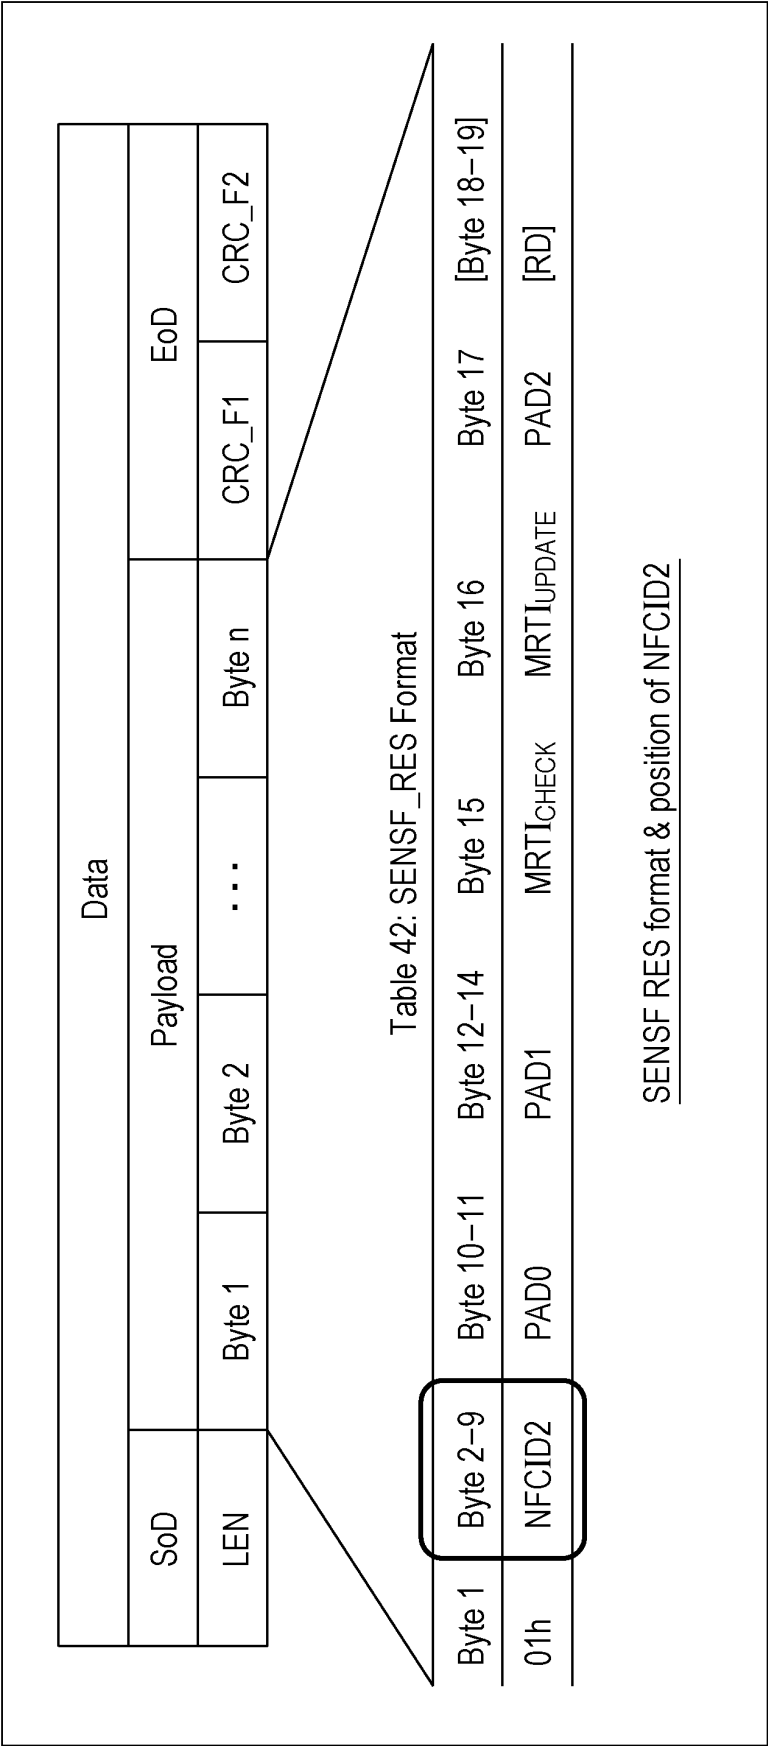 Data
SoD Payload EoD
LEN Byte 1 Byte 2 ... Byte n CRC_F1 CRC_F2
Table 42: SENSF_RES Format
Byte 1 Byte 2–9 Byte 10–11 Byte 12–14 Byte 15 Byte 16 Byte 17 [Byte 18–19]
01h NFCID2 PAD0 PAD1 MRTICHECK MRTIUPDATE PAD2 [RD]
SENSF RES format & position of NFCID2